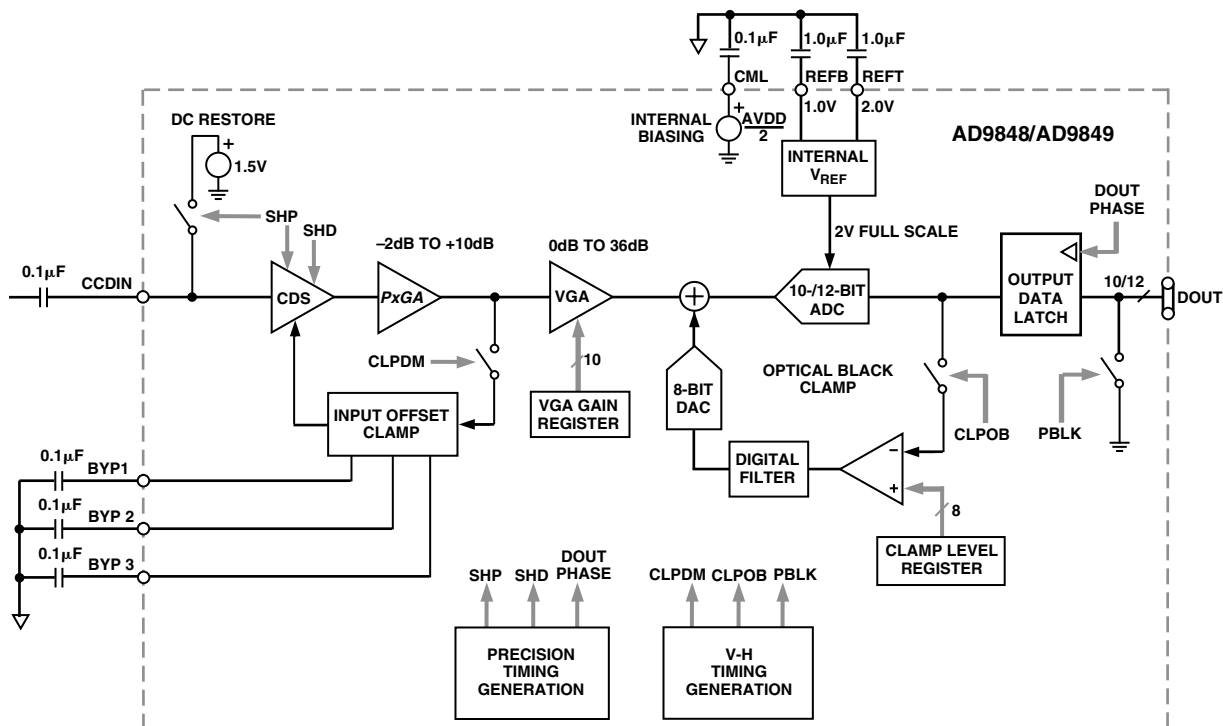 0.1μF
1.0μF
1.0μF
CML
REFB
REFT
1.0V
2.0V
DC RESTORE
+
1.5V
INTERNAL
BIASING
+
AVDD
2
INTERNAL
VREF
AD9848/AD9849
DOUT
PHASE
SHP
SHD
–2dB TO +10dB
0dB TO 36dB
2V FULL SCALE
0.1μF
CCDIN
CDS
PxGA
VGA
+
10-/12-BIT
ADC
OUTPUT
DATA
LATCH
10/12
DOUT
CLPDM
10
8-BIT
DAC
OPTICAL BLACK
CLAMP
CLPOB
PBLK
INPUT OFFSET
CLAMP
VGA GAIN
REGISTER
0.1μF
BYP1
DIGITAL
FILTER
–
+
8
0.1μF
BYP 2
CLAMP LEVEL
REGISTER
0.1μF
BYP 3
SHP
SHD
DOUT
PHASE
CLPDM
CLPOB
PBLK
PRECISION
TIMING
GENERATION
V-H
TIMING
GENERATION